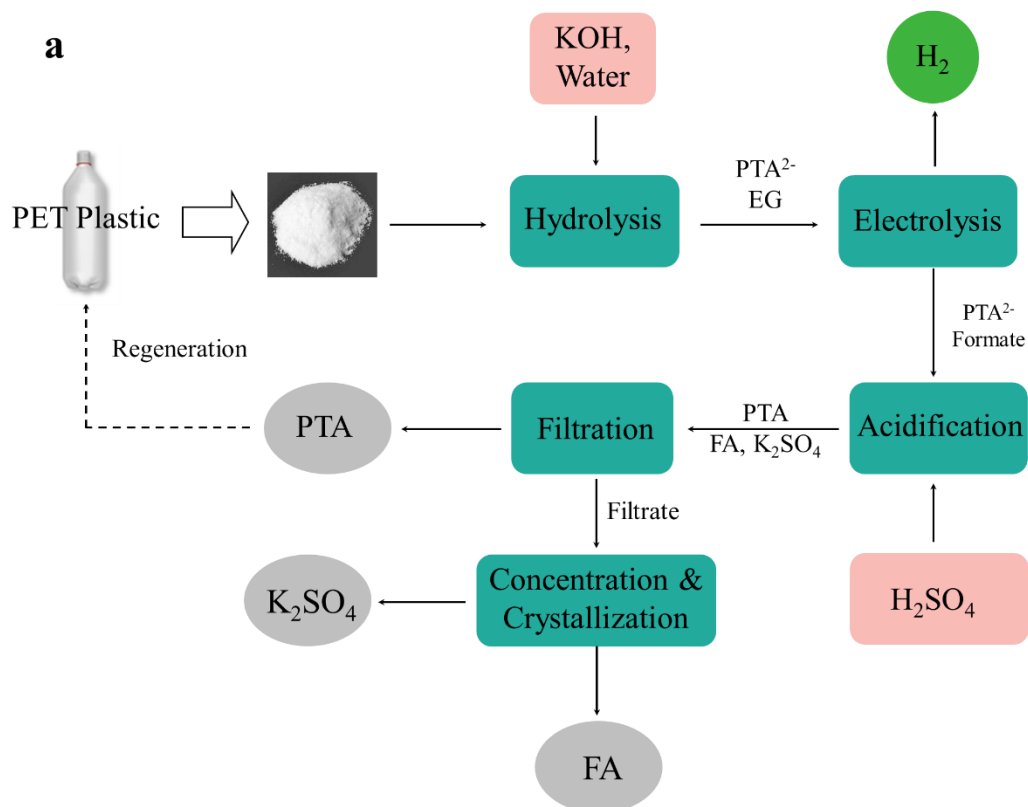 a
KOH,
Water
H₂
PET Plastic
Hydrolysis
PTA²⁻
EG
Electrolysis
PTA²⁻
Formate
Regeneration
PTA
Filtration
PTA
FA, K₂SO₄
Acidification
Filtrate
K₂SO₄
Concentration &
Crystallization
H₂SO₄
FA